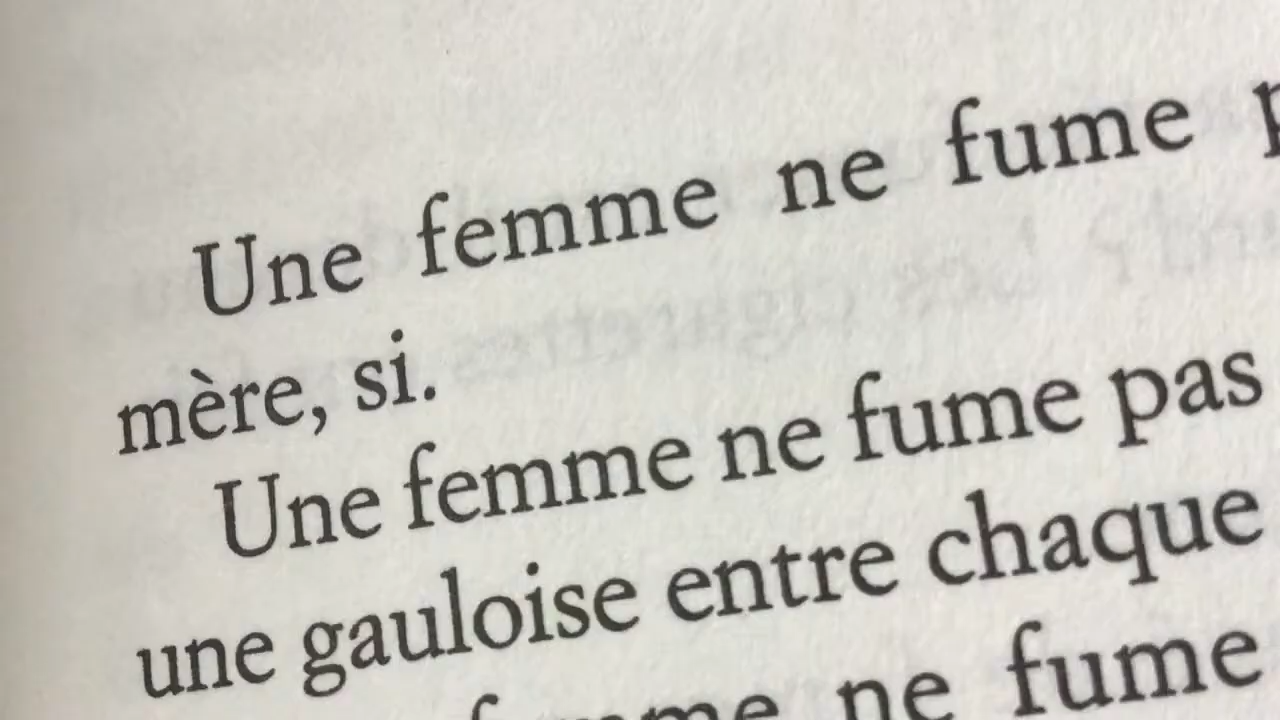 Une femme ne fume
mère, si.
Une femme ne fume pas
une gauloise entre chaque
ne fume